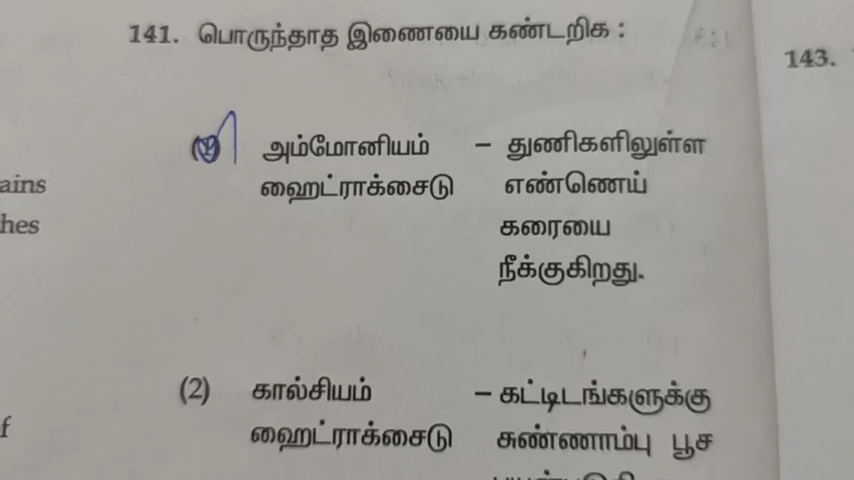 141. பொருந்தாத இணையை கண்டறிக :
143.
அம்மோனியம் – துணிகளிலுள்ள
ains
ஹைட்ராக்சைடு எண்ணெய்
hes
கரையை
நீக்குகிறது.
(2) கால்சியம் – கட்டிடங்களுக்கு
f
ஹைட்ராக்சைடு சுண்ணாம்பு பூச